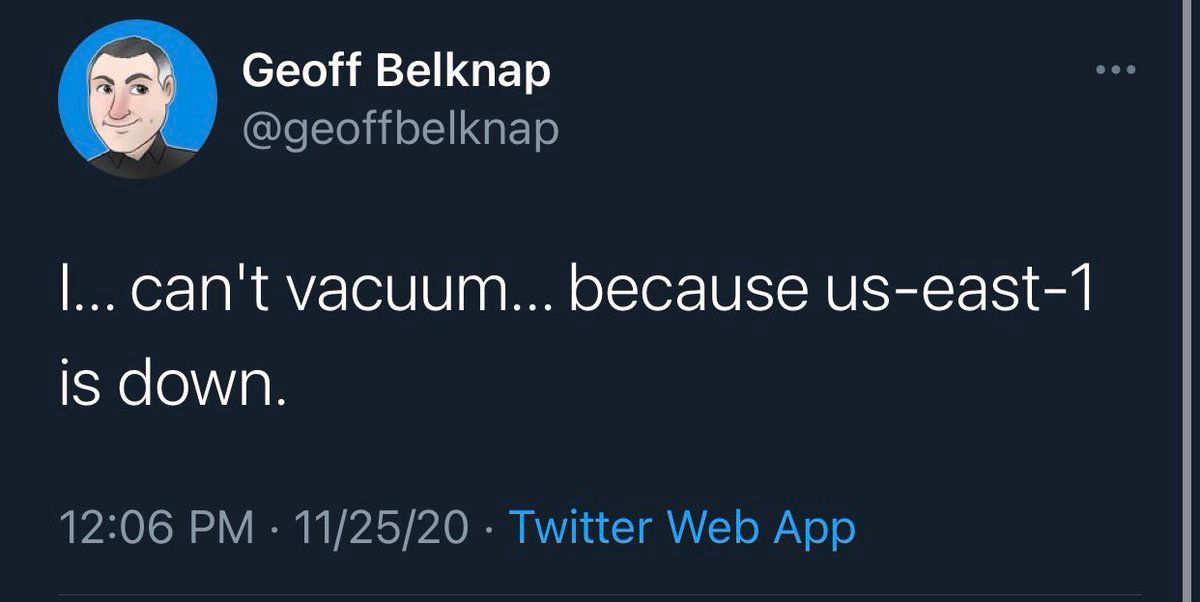 Geoff Belknap
@geoffbelknap
I... can't vacuum... because us-east-1
is down.
12:06 PM · 11/25/20 · Twitter Web App